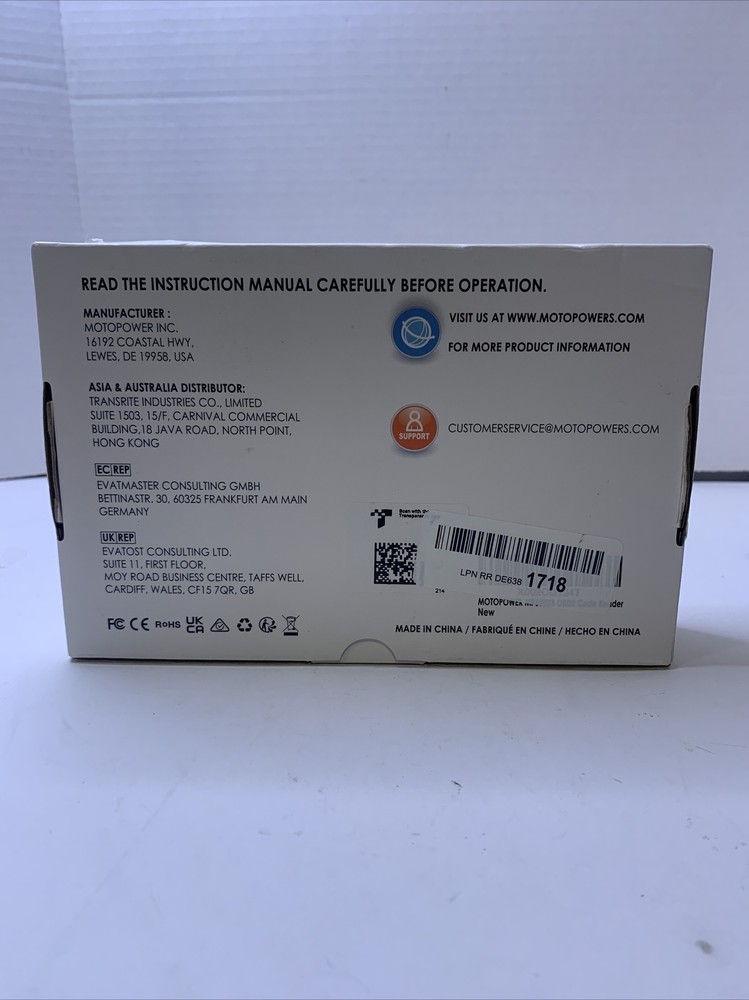 READ THE INSTRUCTION MANUAL CAREFULLY BEFORE OPERATION.
MANUFACTURER :
MOTOPOWER INC.
16192 COASTAL HWY,
LEWES, DE 19958, USA
ASIA & AUSTRALIA DISTRIBUTOR:
TRANSRITE INDUSTRIES CO., LIMITED
SUITE 1503, 15/F, CARNIVAL COMMERCIAL
BUILDING,18 JAVA ROAD, NORTH POINT,
HONG KONG
EC REP
EVATMASTER CONSULTING GMBH
BETTINASTR. 30, 60325 FRANKFURT AM MAIN
GERMANY
UK REP
EVATOST CONSULTING LTD.
SUITE 11, FIRST FLOOR,
MOY ROAD BUSINESS CENTRE, TAFFS WELL,
CARDIFF, WALES, CF15 7QR, GB
FC CE RoHS UK CA
VISIT US AT WWW.MOTOPOWERS.COM
FOR MORE PRODUCT INFORMATION
SUPPORT
CUSTOMERSERVICE@MOTOPOWERS.COM
Scan with
LPN RR DE638 1718
MOTOPOWER Code
New
MADE IN CHINA / FABRIQUÉ EN CHINE / HECHO EN CHINA